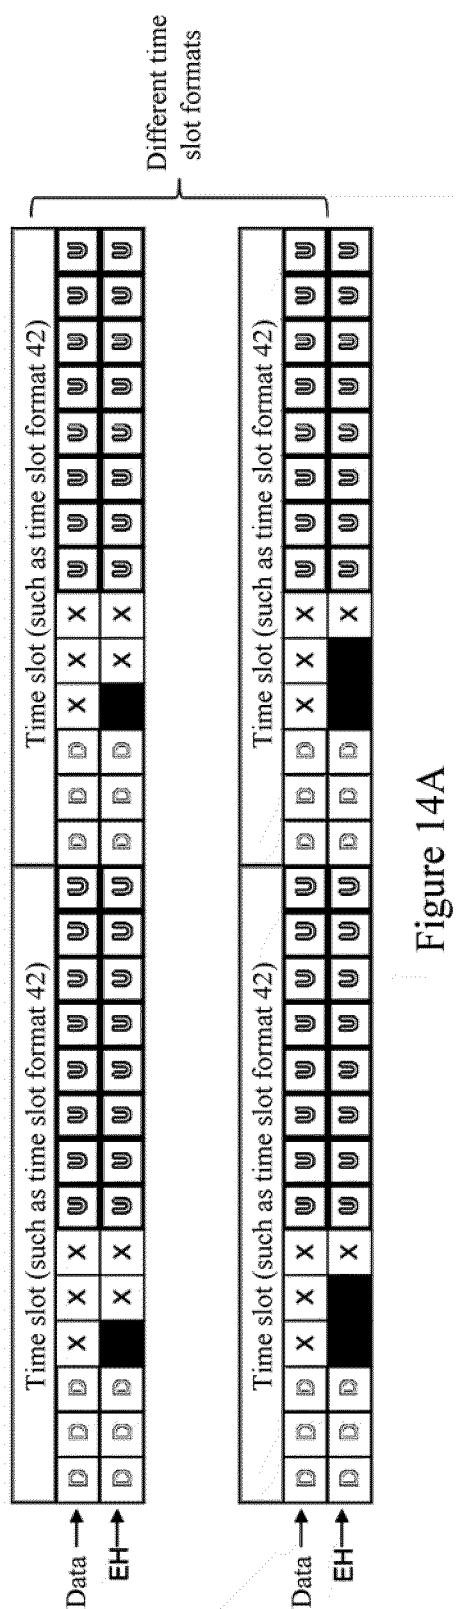 Time slot (such as time slot format 42) Time slot (such as time slot format 42)
Data D D D X X X U U U U U U U U D D D X X X U U U U U U U U
EH D D D X X U U U U U U U U D D D X X U U U U U U U U
Different time
slot formats
Time slot (such as time slot format 42) Time slot (such as time slot format 42)
Data D D D X X X U U U U U U U U D D D X X X U U U U U U U U
EH D D D X U U U U U U U U D D D X U U U U U U U U
Figure 14A